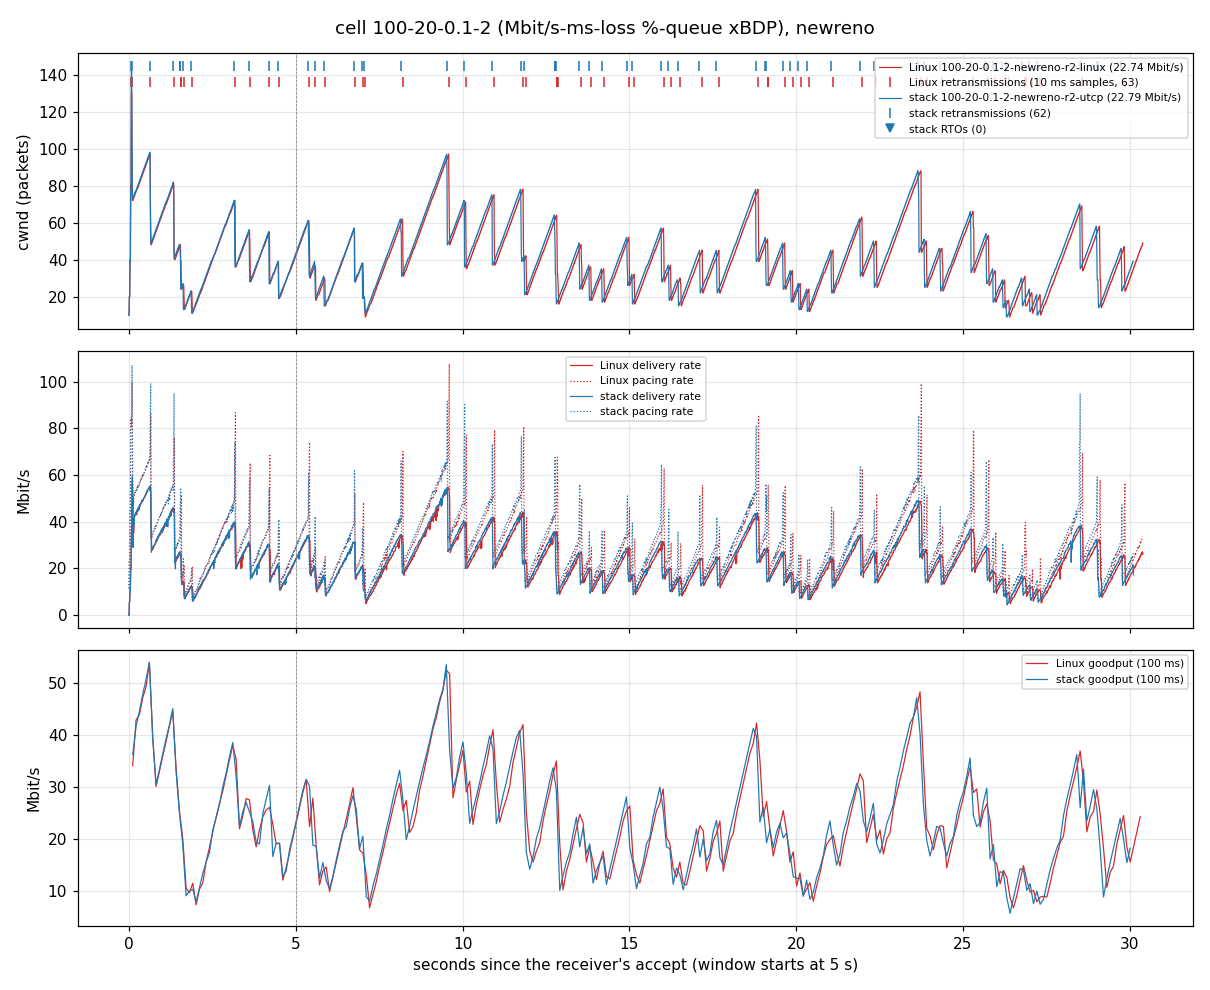 cell 100-20-0.1-2 (Mbit/s-ms-loss %-queue xBDP), newreno
cwnd (packets)
140
120
100
80
60
40
20
Linux 100-20-0.1-2-newreno-r2-linux (22.74 Mbit/s)
Linux retransmissions (10 ms samples, 63)
stack 100-20-0.1-2-newreno-r2-utcp (22.79 Mbit/s)
stack retransmissions (62)
stack RTOs (0)
Mbit/s
100
80
60
40
20
0
Linux delivery rate
Linux pacing rate
stack delivery rate
stack pacing rate
Mbit/s
50
40
30
20
10
Linux goodput (100 ms)
stack goodput (100 ms)
0 5 10 15 20 25 30
seconds since the receiver's accept (window starts at 5 s)